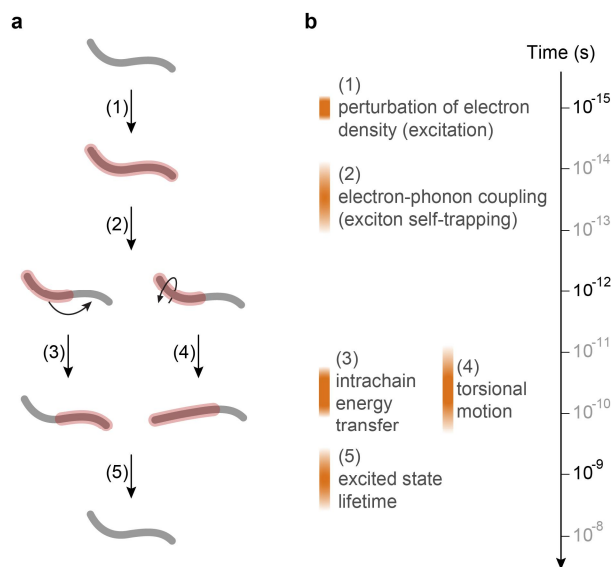 a
(1)
(2)
(3)
(4)
(5)
b
Time (s)
(1)
perturbation of electron
density (excitation)
(2)
electron-phonon coupling
(exciton self-trapping)
(3)
intrachain
energy
transfer
(4)
torsional
motion
(5)
excited state
lifetime
10⁻¹⁵
10⁻¹⁴
10⁻¹³
10⁻¹²
10⁻¹¹
10⁻¹⁰
10⁻⁹
10⁻⁸